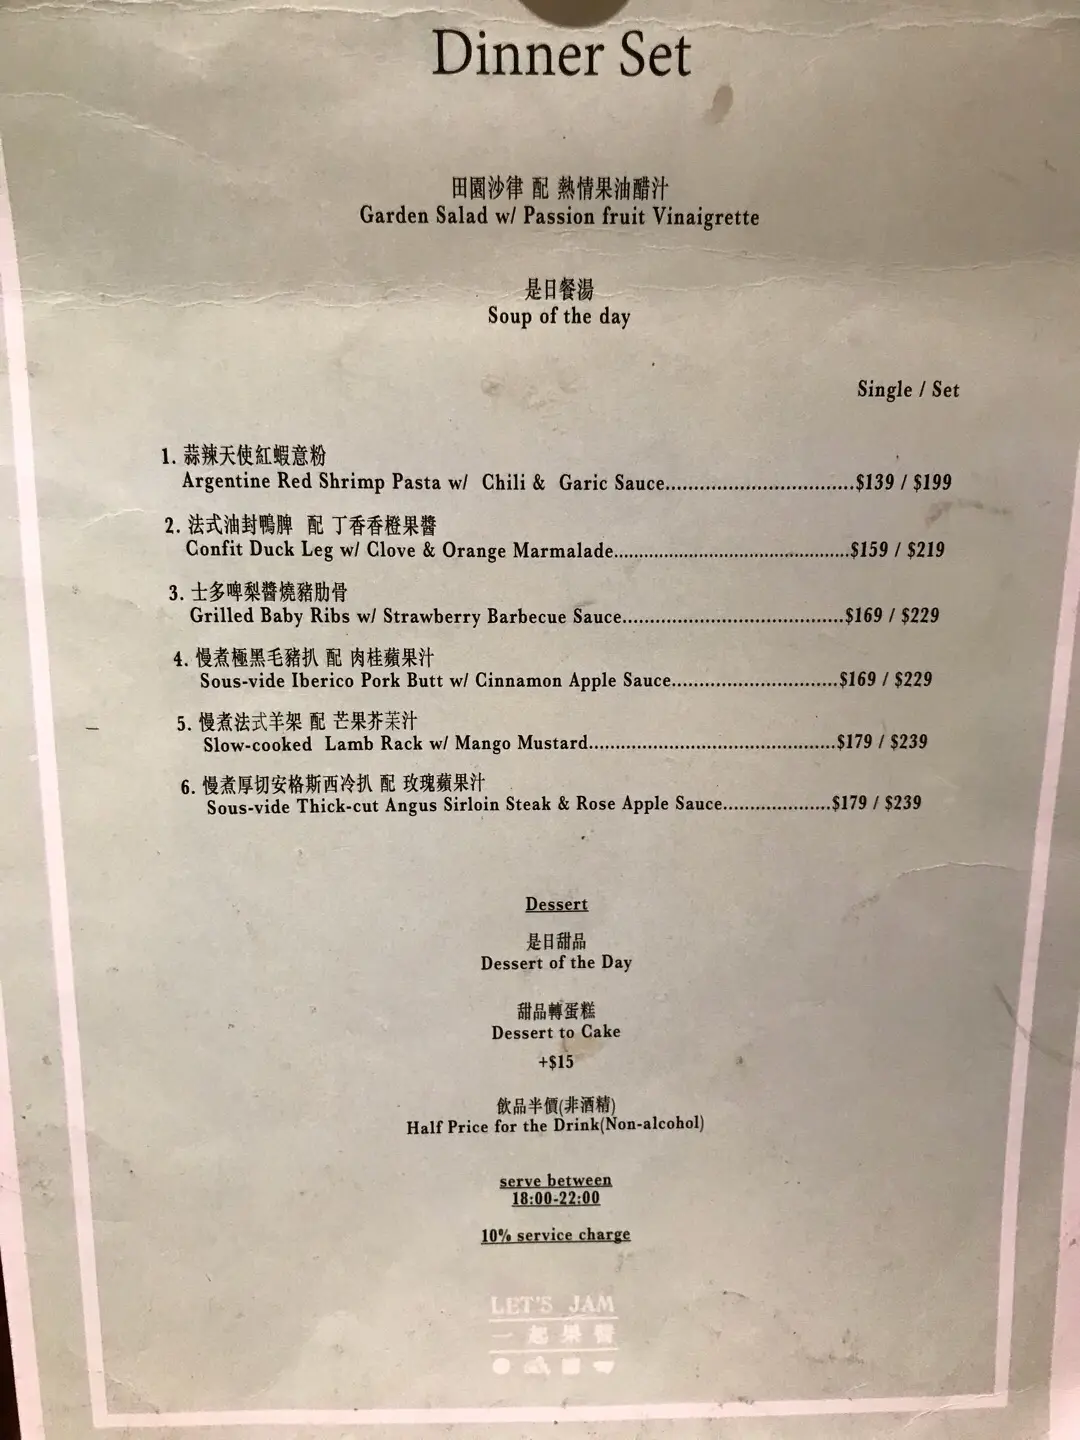 Dinner Set
田園沙律 配 熱情果油醋汁
Garden Salad w/ Passion fruit Vinaigrette
是日餐湯
Soup of the day
Single / Set
1. 蒜辣天使紅蝦意粉
Argentine Red Shrimp Pasta w/ Chili & Garic Sauce..................................$139 / $199
2. 法式油封鴨脾 配 丁香香橙果醬
Confit Duck Leg w/ Clove & Orange Marmalade..........................................$159 / $219
3. 士多啤梨醬燒豬肋骨
Grilled Baby Ribs w/ Strawberry Barbecue Sauce........................................$169 / $229
4. 慢煮極黑毛豬扒 配 肉桂蘋果汁
Sous-vide Iberico Pork Butt w/ Cinnamon Apple Sauce..............................$169 / $229
5. 慢煮法式羊架 配 芒果芥茉汁
Slow-cooked Lamb Rack w/ Mango Mustard.............................................$179 / $239
6. 慢煮厚切安格斯西冷扒 配 玫瑰蘋果汁
Sous-vide Thick-cut Angus Sirloin Steak & Rose Apple Sauce....................$179 / $239
Dessert
是日甜品
Dessert of the Day
甜品轉蛋糕
Dessert to Cake
+$15
飲品半價(非酒精)
Half Price for the Drink(Non-alcohol)
serve between
18:00-22:00
10% service charge
LET'S JAM
一起果醬